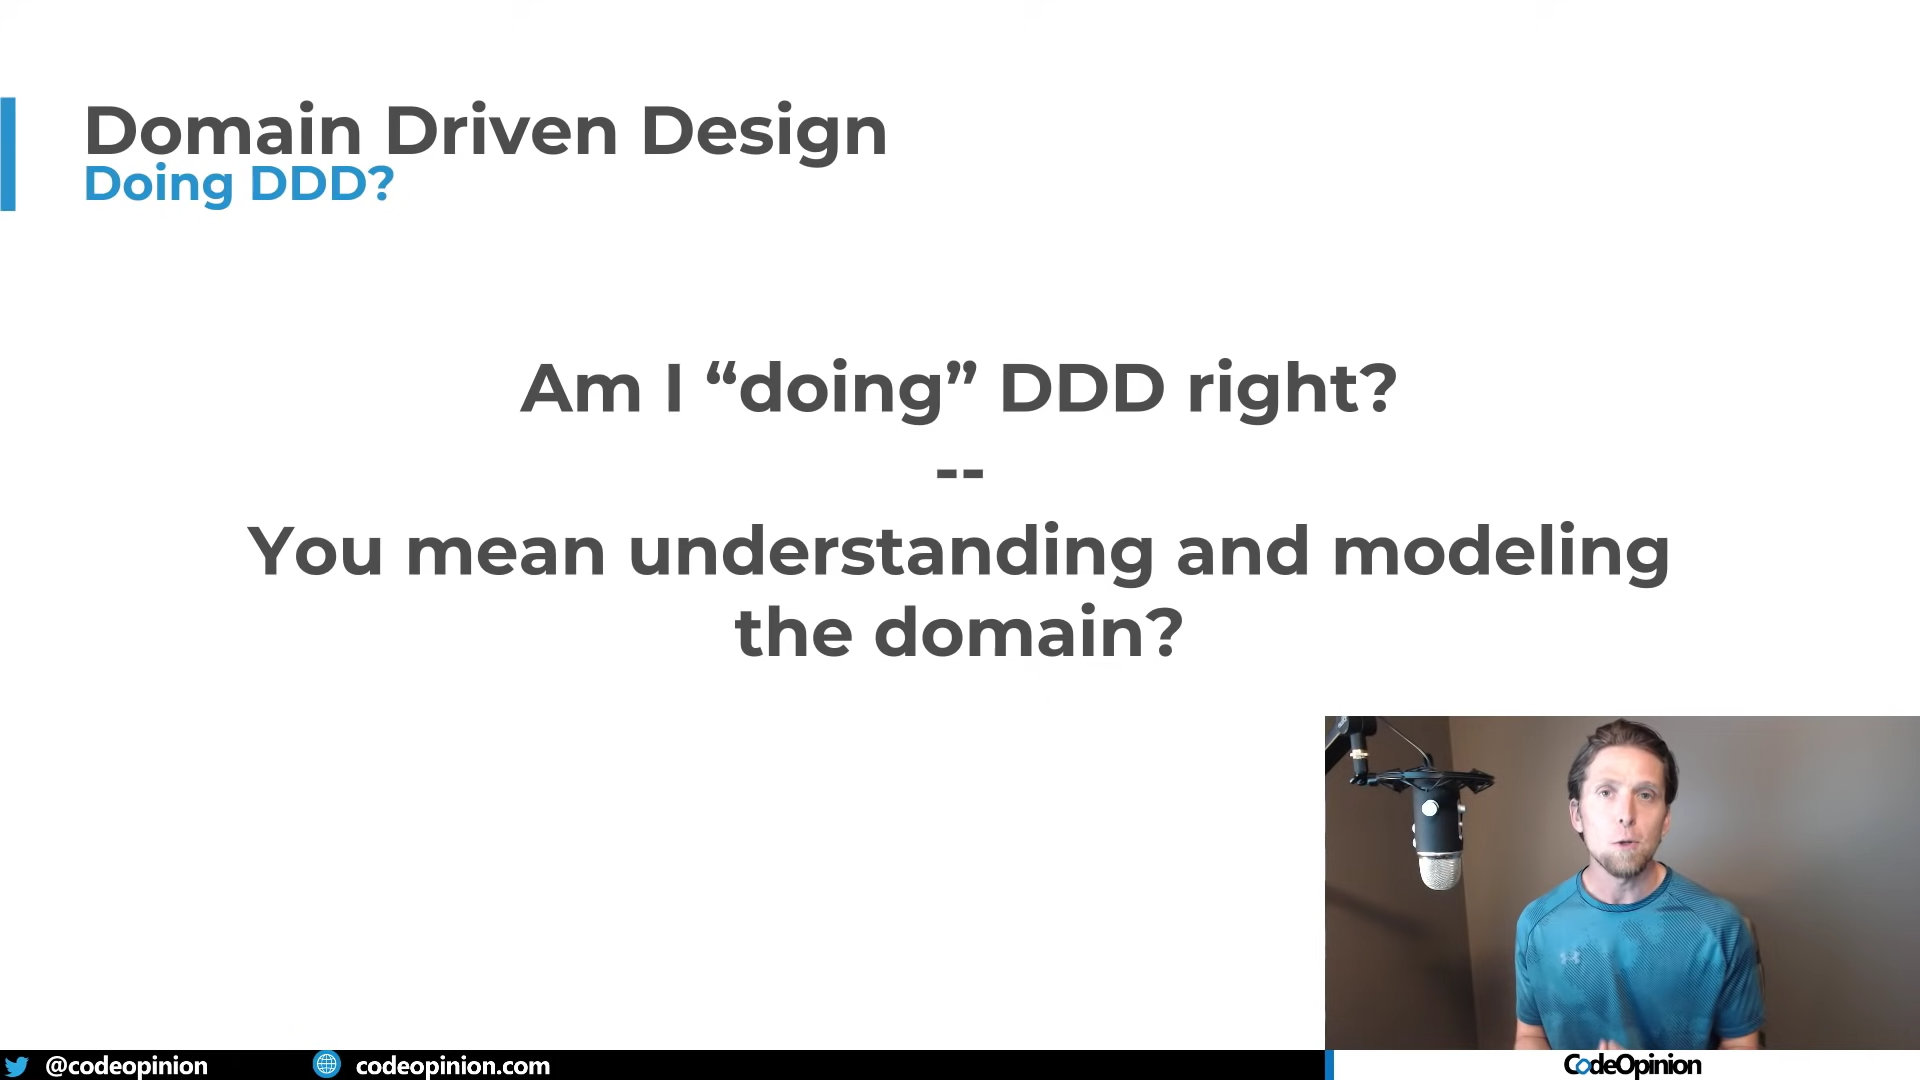 Domain Driven Design
Doing DDD?
Am I “doing” DDD right?
--
You mean understanding and modeling
the domain?
@codeopinion
codeopinion.com
CodeOpinion